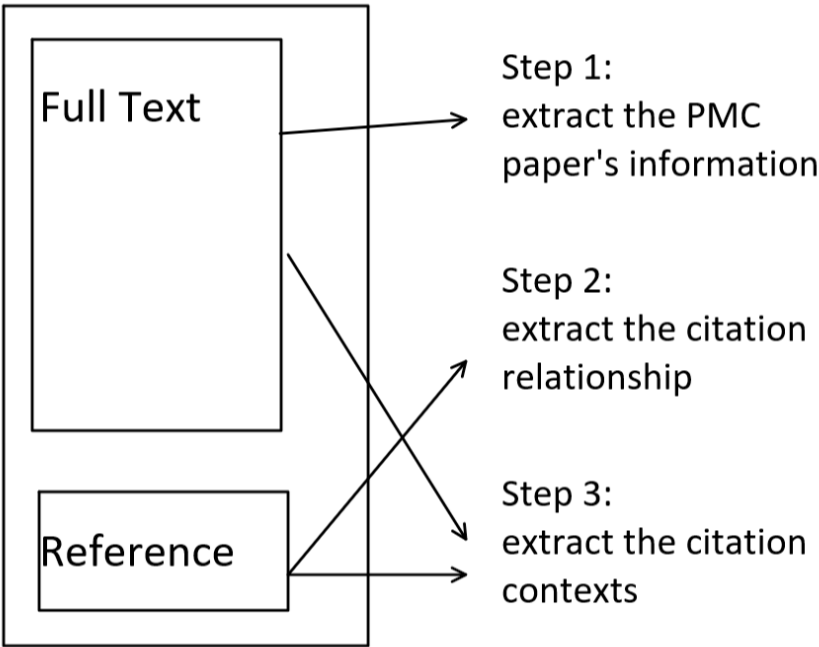 Full Text
Reference
Step 1:
extract the PMC
paper's information
Step 2:
extract the citation
relationship
Step 3:
extract the citation
contexts